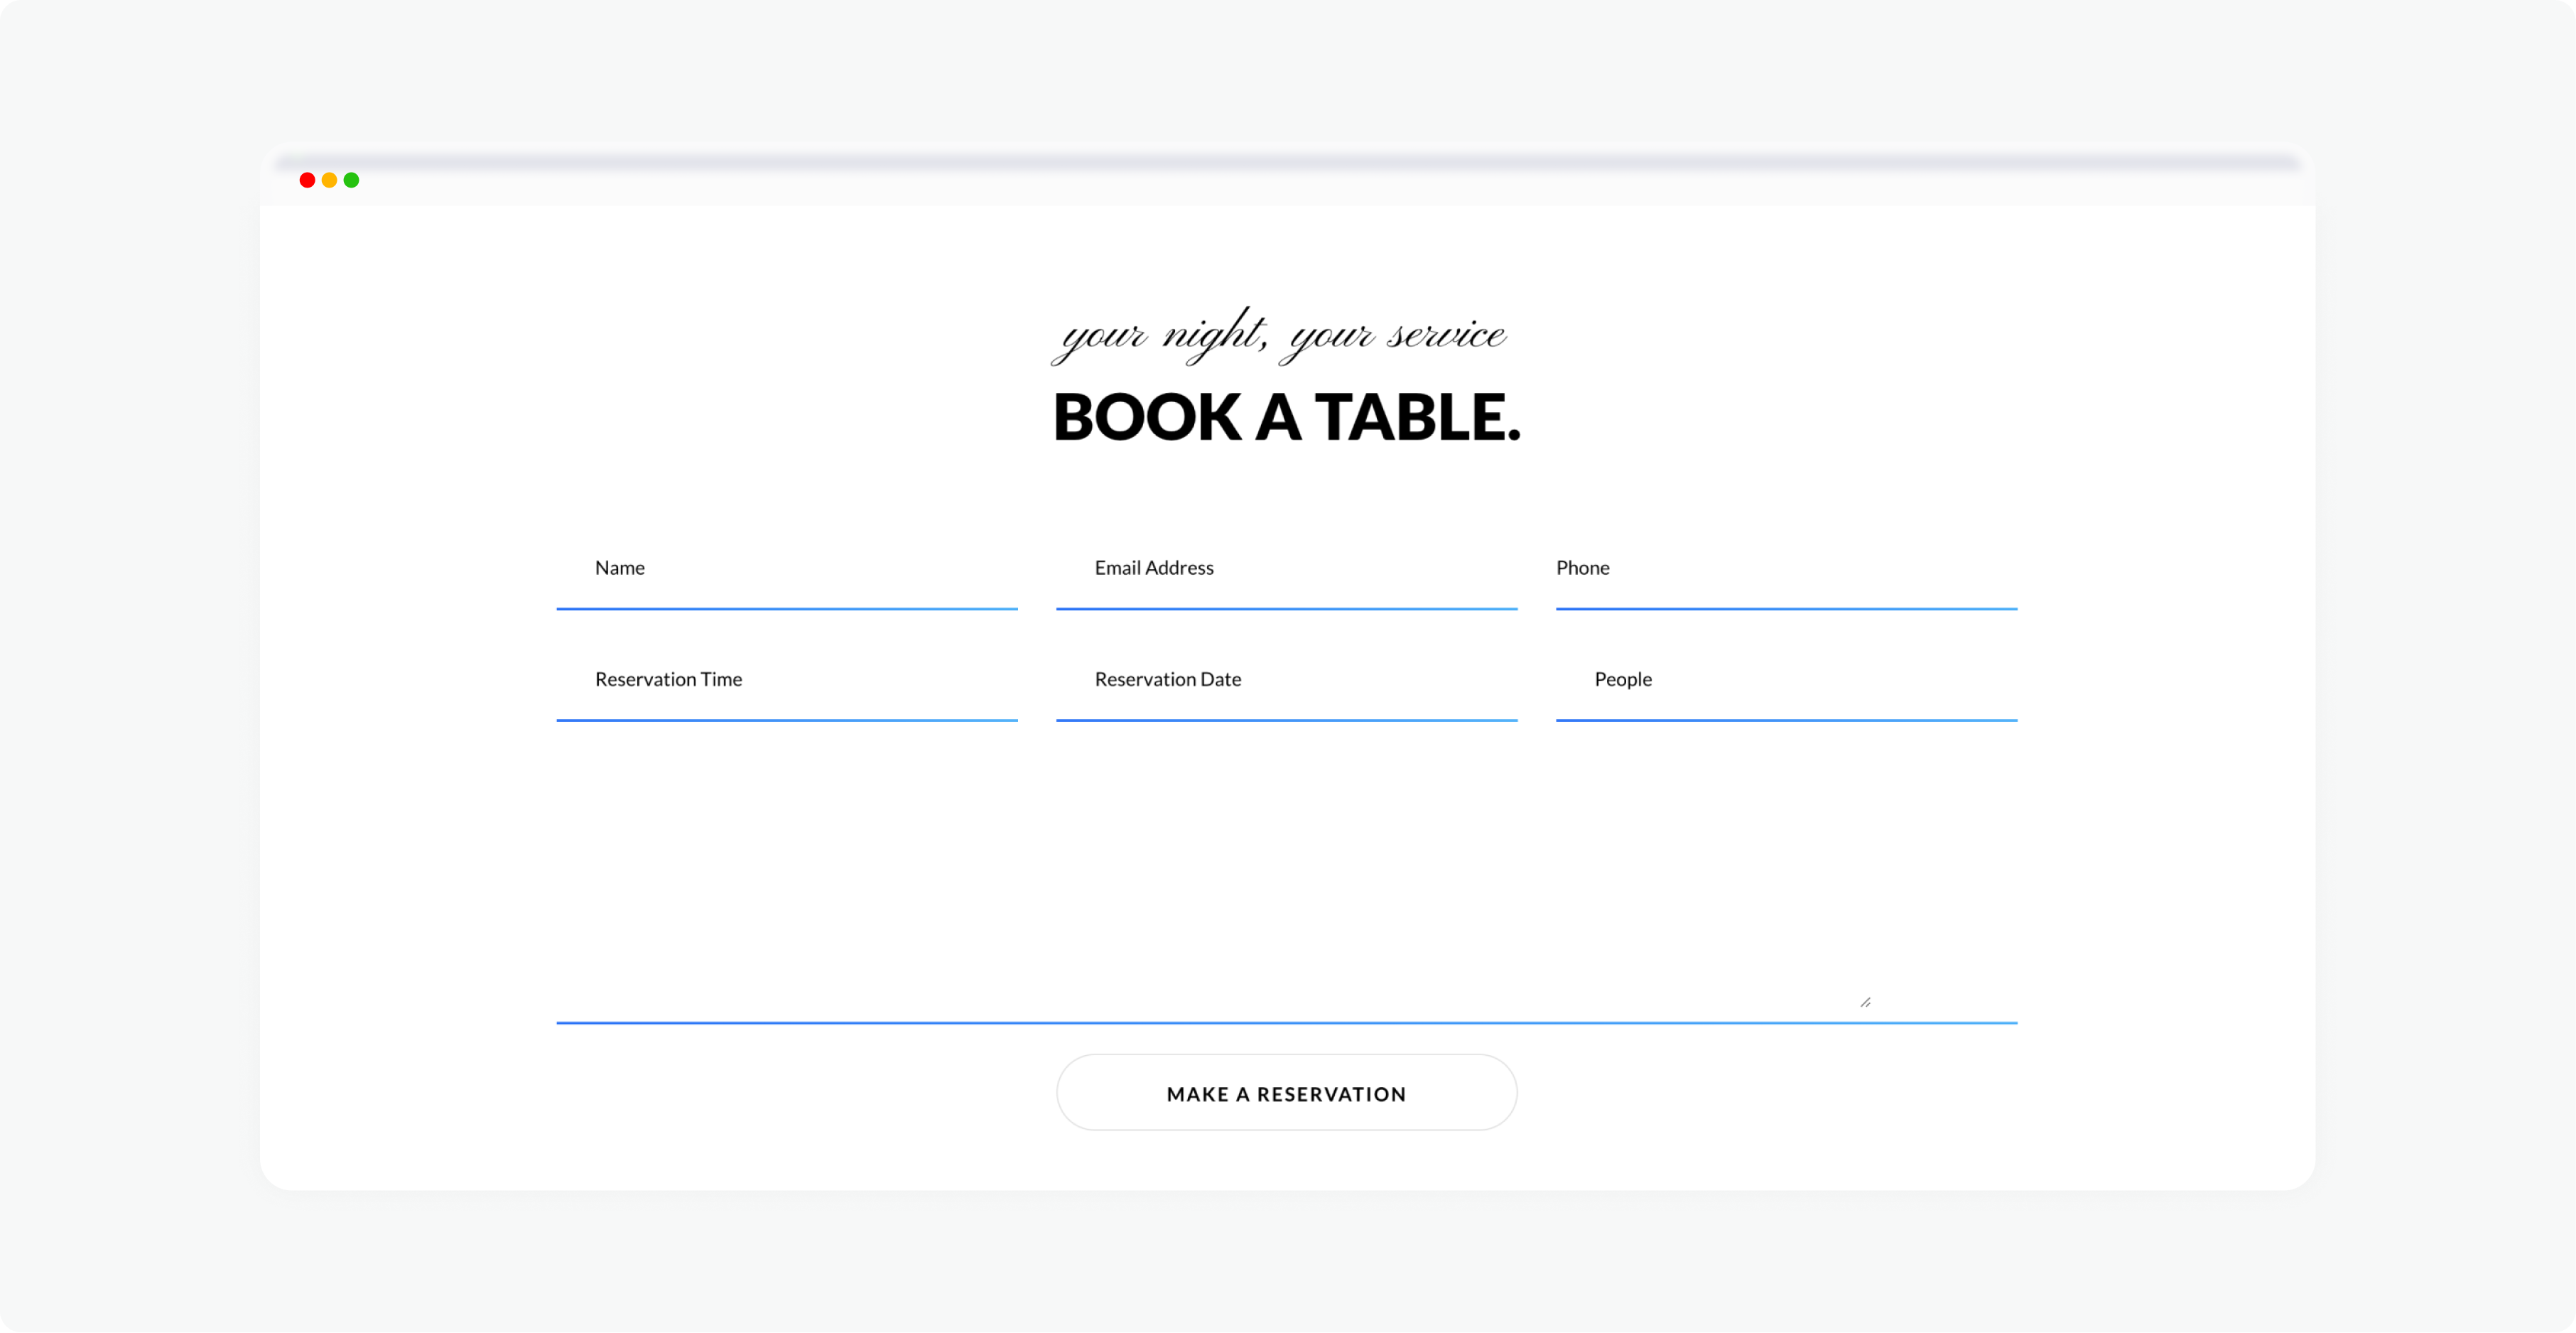 your night, your service
BOOK A TABLE.
Name
Email Address
Phone
Reservation Time
Reservation Date
People
MAKE A RESERVATION